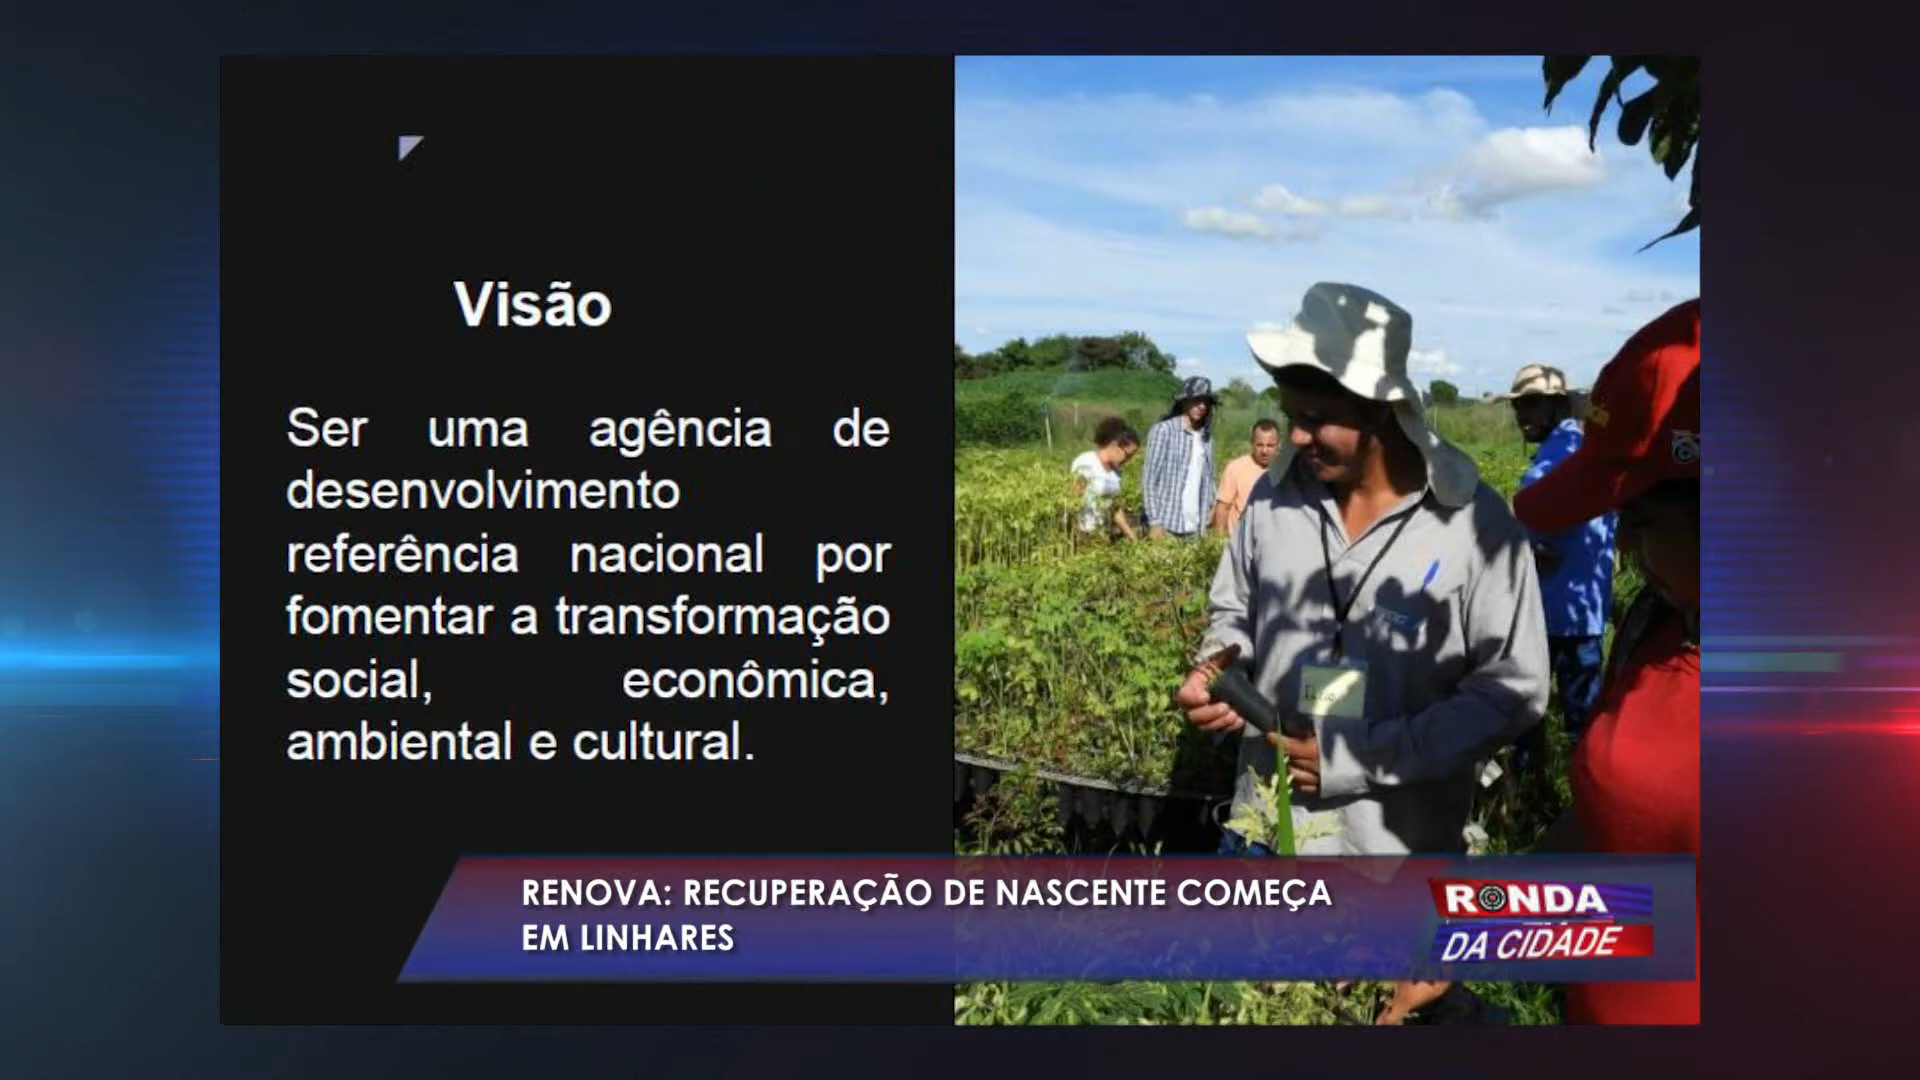 Visão
Ser uma agência de
desenvolvimento
referência nacional por
fomentar a transformação
social, econômica,
ambiental e cultural.
RENOVA: RECUPERAÇÃO DE NASCENTE COMEÇA
EM LINHARES
RONDA
DA CIDADE